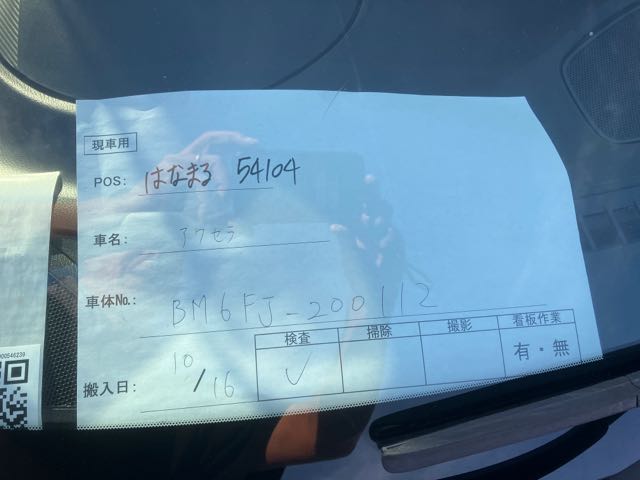 現車用
POS: はなまる 54104
車名: アクセラ
車体No.: BM6FJ-200112
検査 掃除 撮影 看板作業
搬入日: 10/16 ✓ 有・無